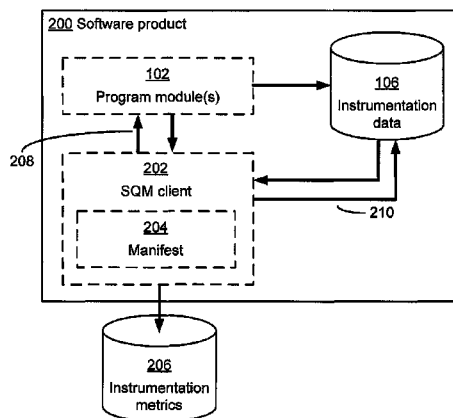 200 Software product
102
Program module(s)
106
Instrumentation
data
208
202
SQM client
210
204
Manifest
206
Instrumentation
metrics